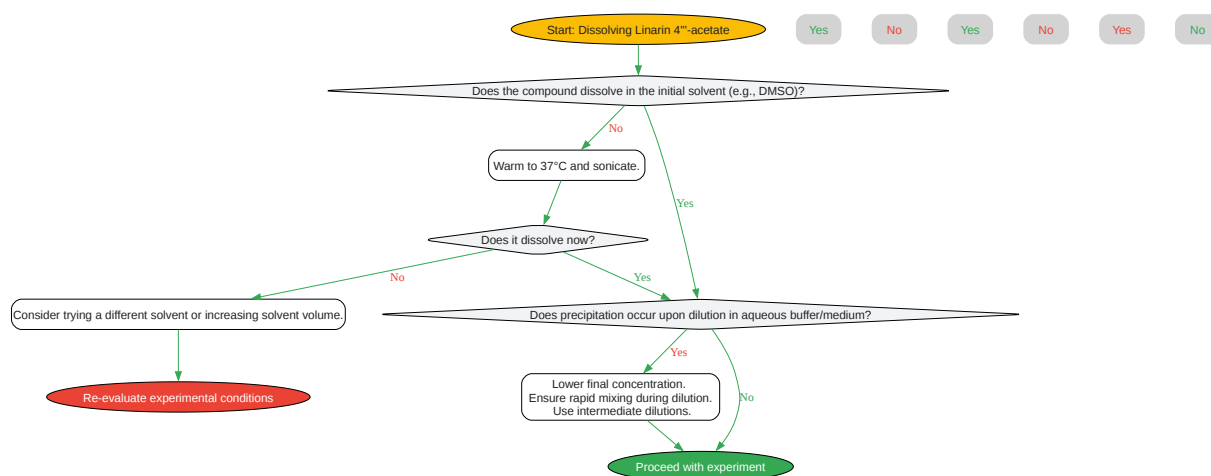 Start: Dissolving Linarin 4'''-acetate
Yes
No
Yes
No
Yes
No
Does the compound dissolve in the initial solvent (e.g., DMSO)?
No
Warm to 37°C and sonicate.
Yes
Does it dissolve now?
No
Yes
Consider trying a different solvent or increasing solvent volume.
Does precipitation occur upon dilution in aqueous buffer/medium?
Yes
Lower final concentration.
Ensure rapid mixing during dilution.
Use intermediate dilutions.
No
Re-evaluate experimental conditions
Proceed with experiment